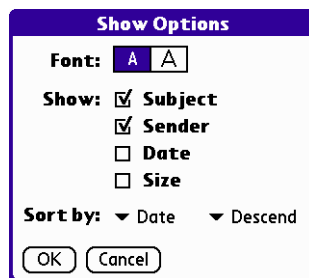 Show Options
Font: A A
Show: Subject
Sender
Date
Size
Sort by: Date Descend
OK Cancel